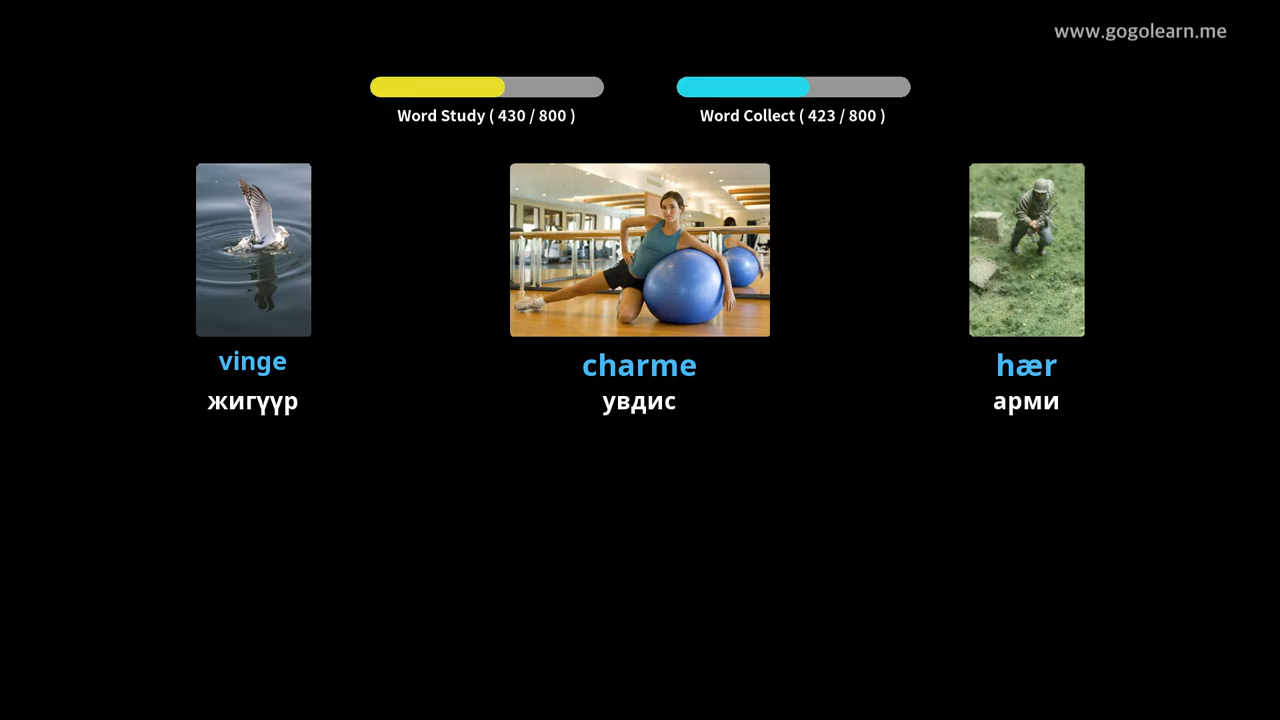 www.gogolearn.me
Word Study ( 430 / 800 )
Word Collect ( 423 / 800 )
vinge
charme
hær
жигүүр
увдис
арми